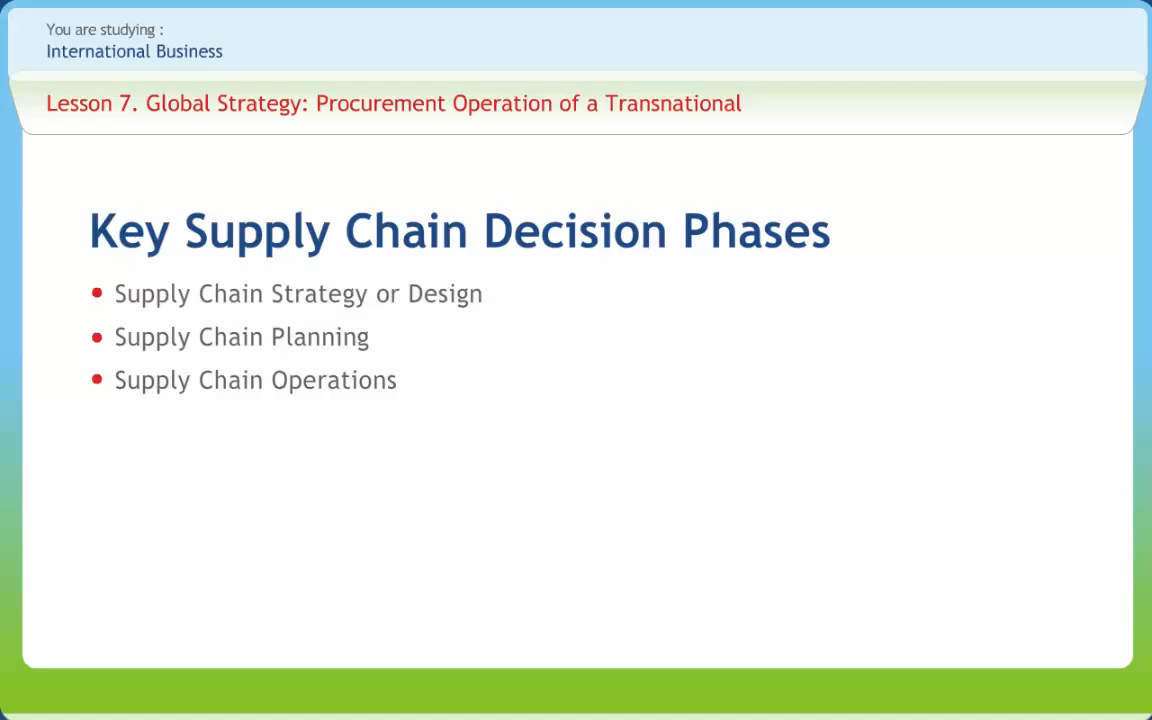 You are studying :
International Business
Lesson 7. Global Strategy: Procurement Operation of a Transnational
Key Supply Chain Decision Phases
• Supply Chain Strategy or Design
• Supply Chain Planning
• Supply Chain Operations